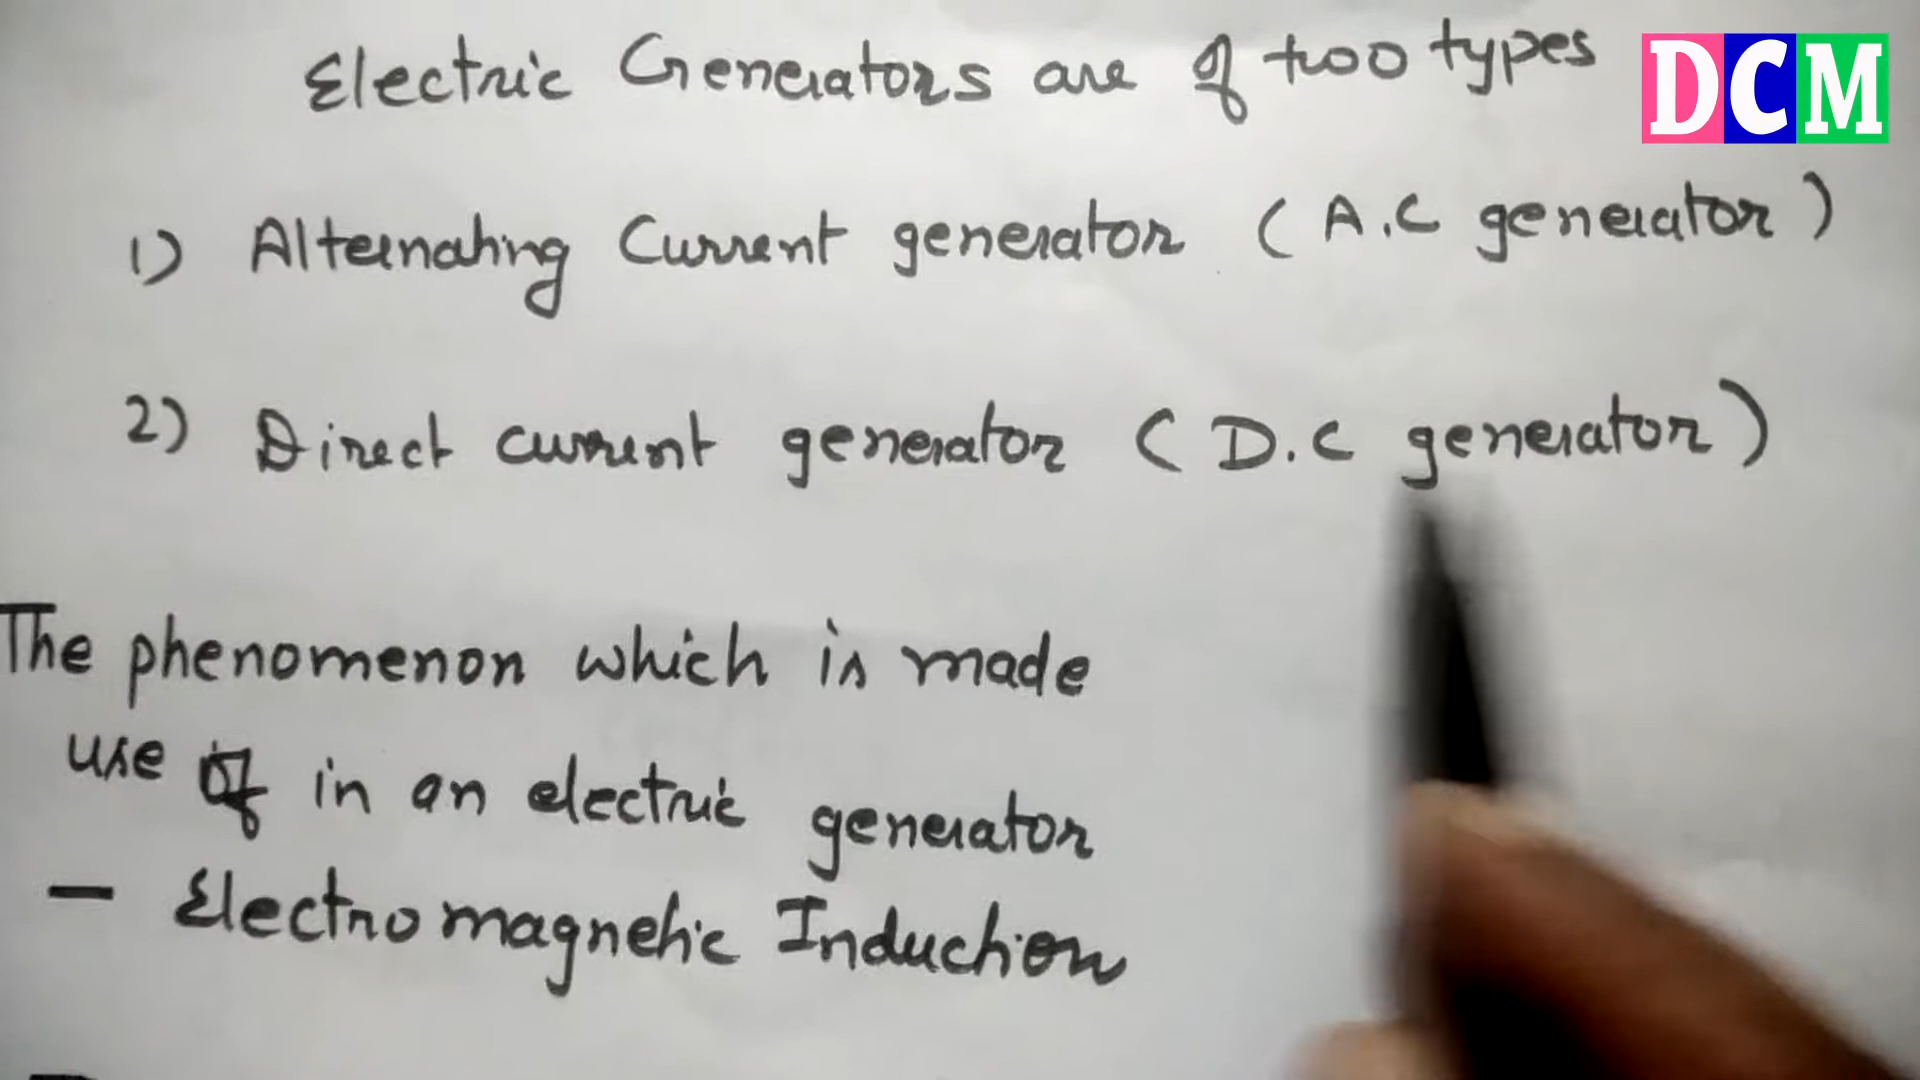 Electric Generators are of two types
DCM
1) Alternating Current generator (A.C generator)
2) Direct current generator (D.C generator)
The phenomenon which is made
use of in an electric generator
- Electromagnetic Induction